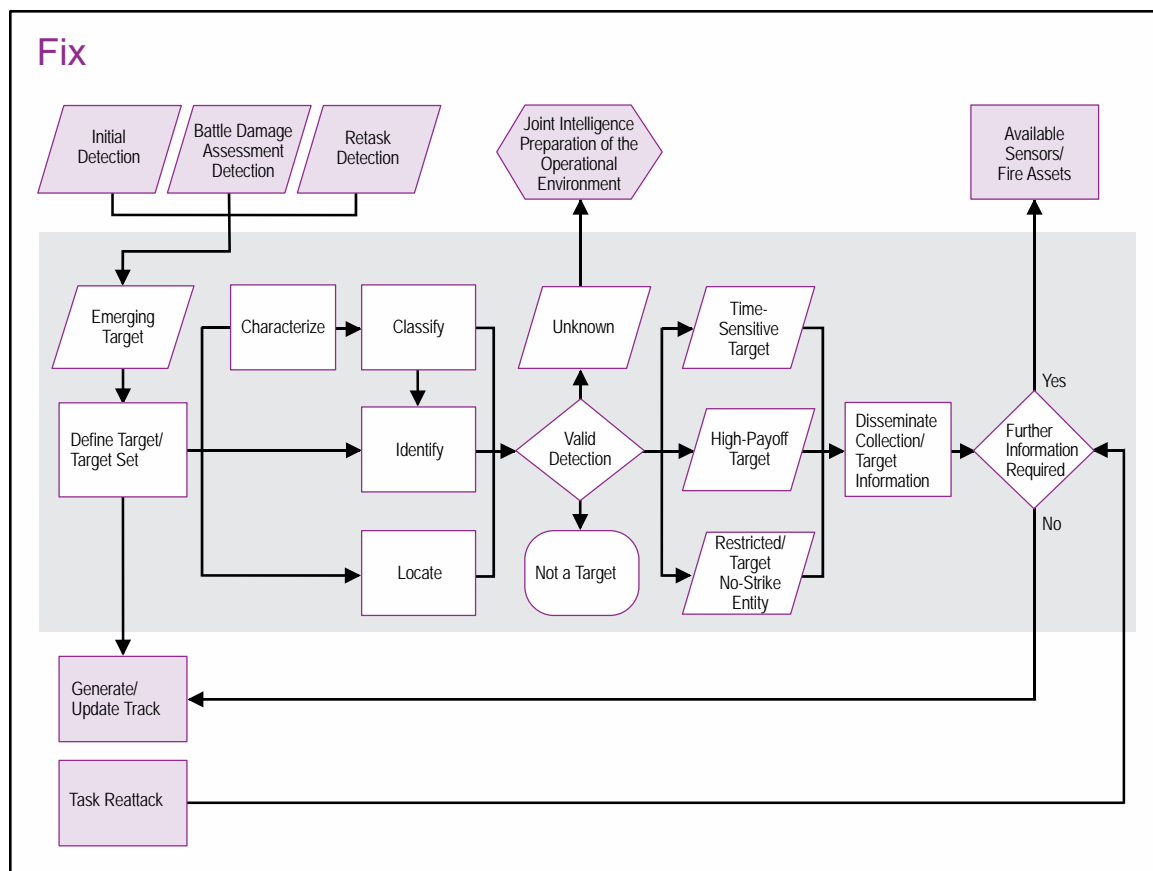 Fix
Initial
Detection
Battle Damage
Assessment
Detection
Retask
Detection
Joint Intelligence
Preparation of the
Operational
Environment
Available
Sensors/
Fire Assets
Emerging
Target
Characterize
Classify
Unknown
Time-
Sensitive
Target
Yes
Define Target/
Target Set
Identify
Valid
Detection
High-Payoff
Target
Disseminate
Collection/
Target
Information
Further
Information
Required
No
Locate
Not a Target
Restricted/
Target
No-Strike
Entity
Generate/
Update Track
Task Reattack